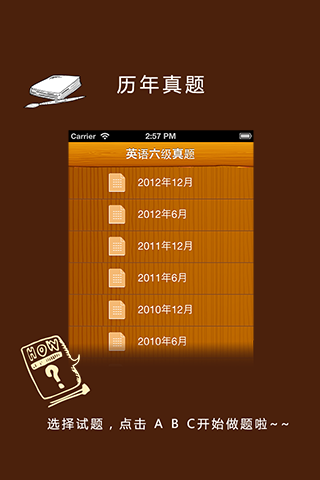 历年真题
Carrier 2:57 PM
英语六级真题
2012年12月
2012年6月
2011年12月
2011年6月
2010年12月
2010年6月
HOW
?
选择试题，点击 A B C开始做题啦~~